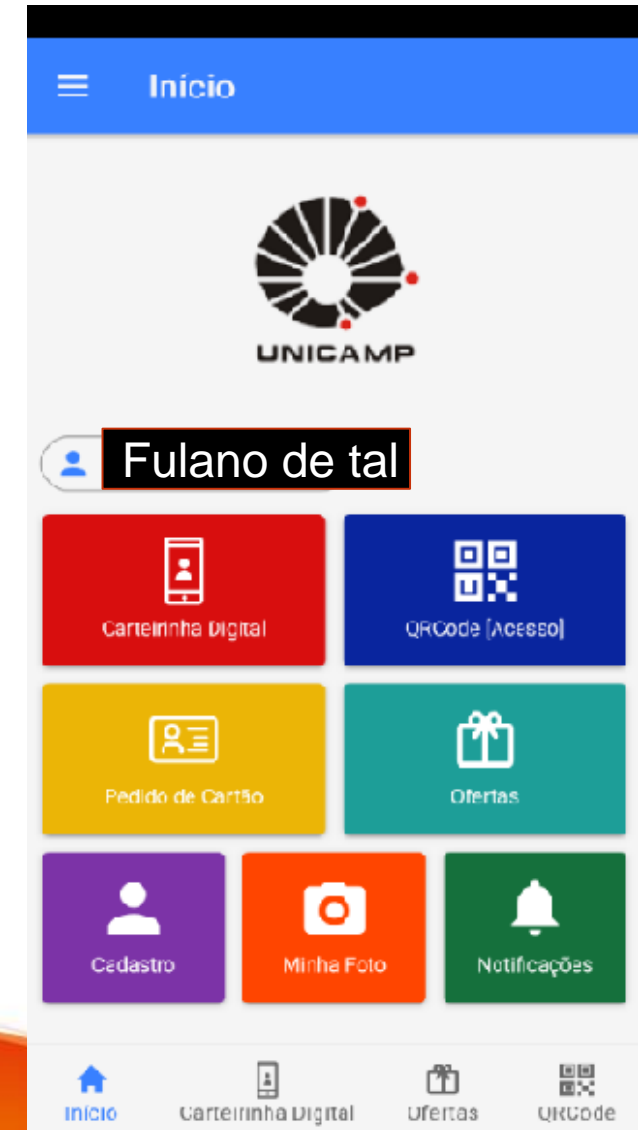 Início
UNICAMP
Fulano de tal
Carteirinha Digital
QRCode [Acesso]
Pedido de Cartão
Ofertas
Cadastro
Minha Foto
Notificações
Início
Carteirinha Digital
Ofertas
QRCode